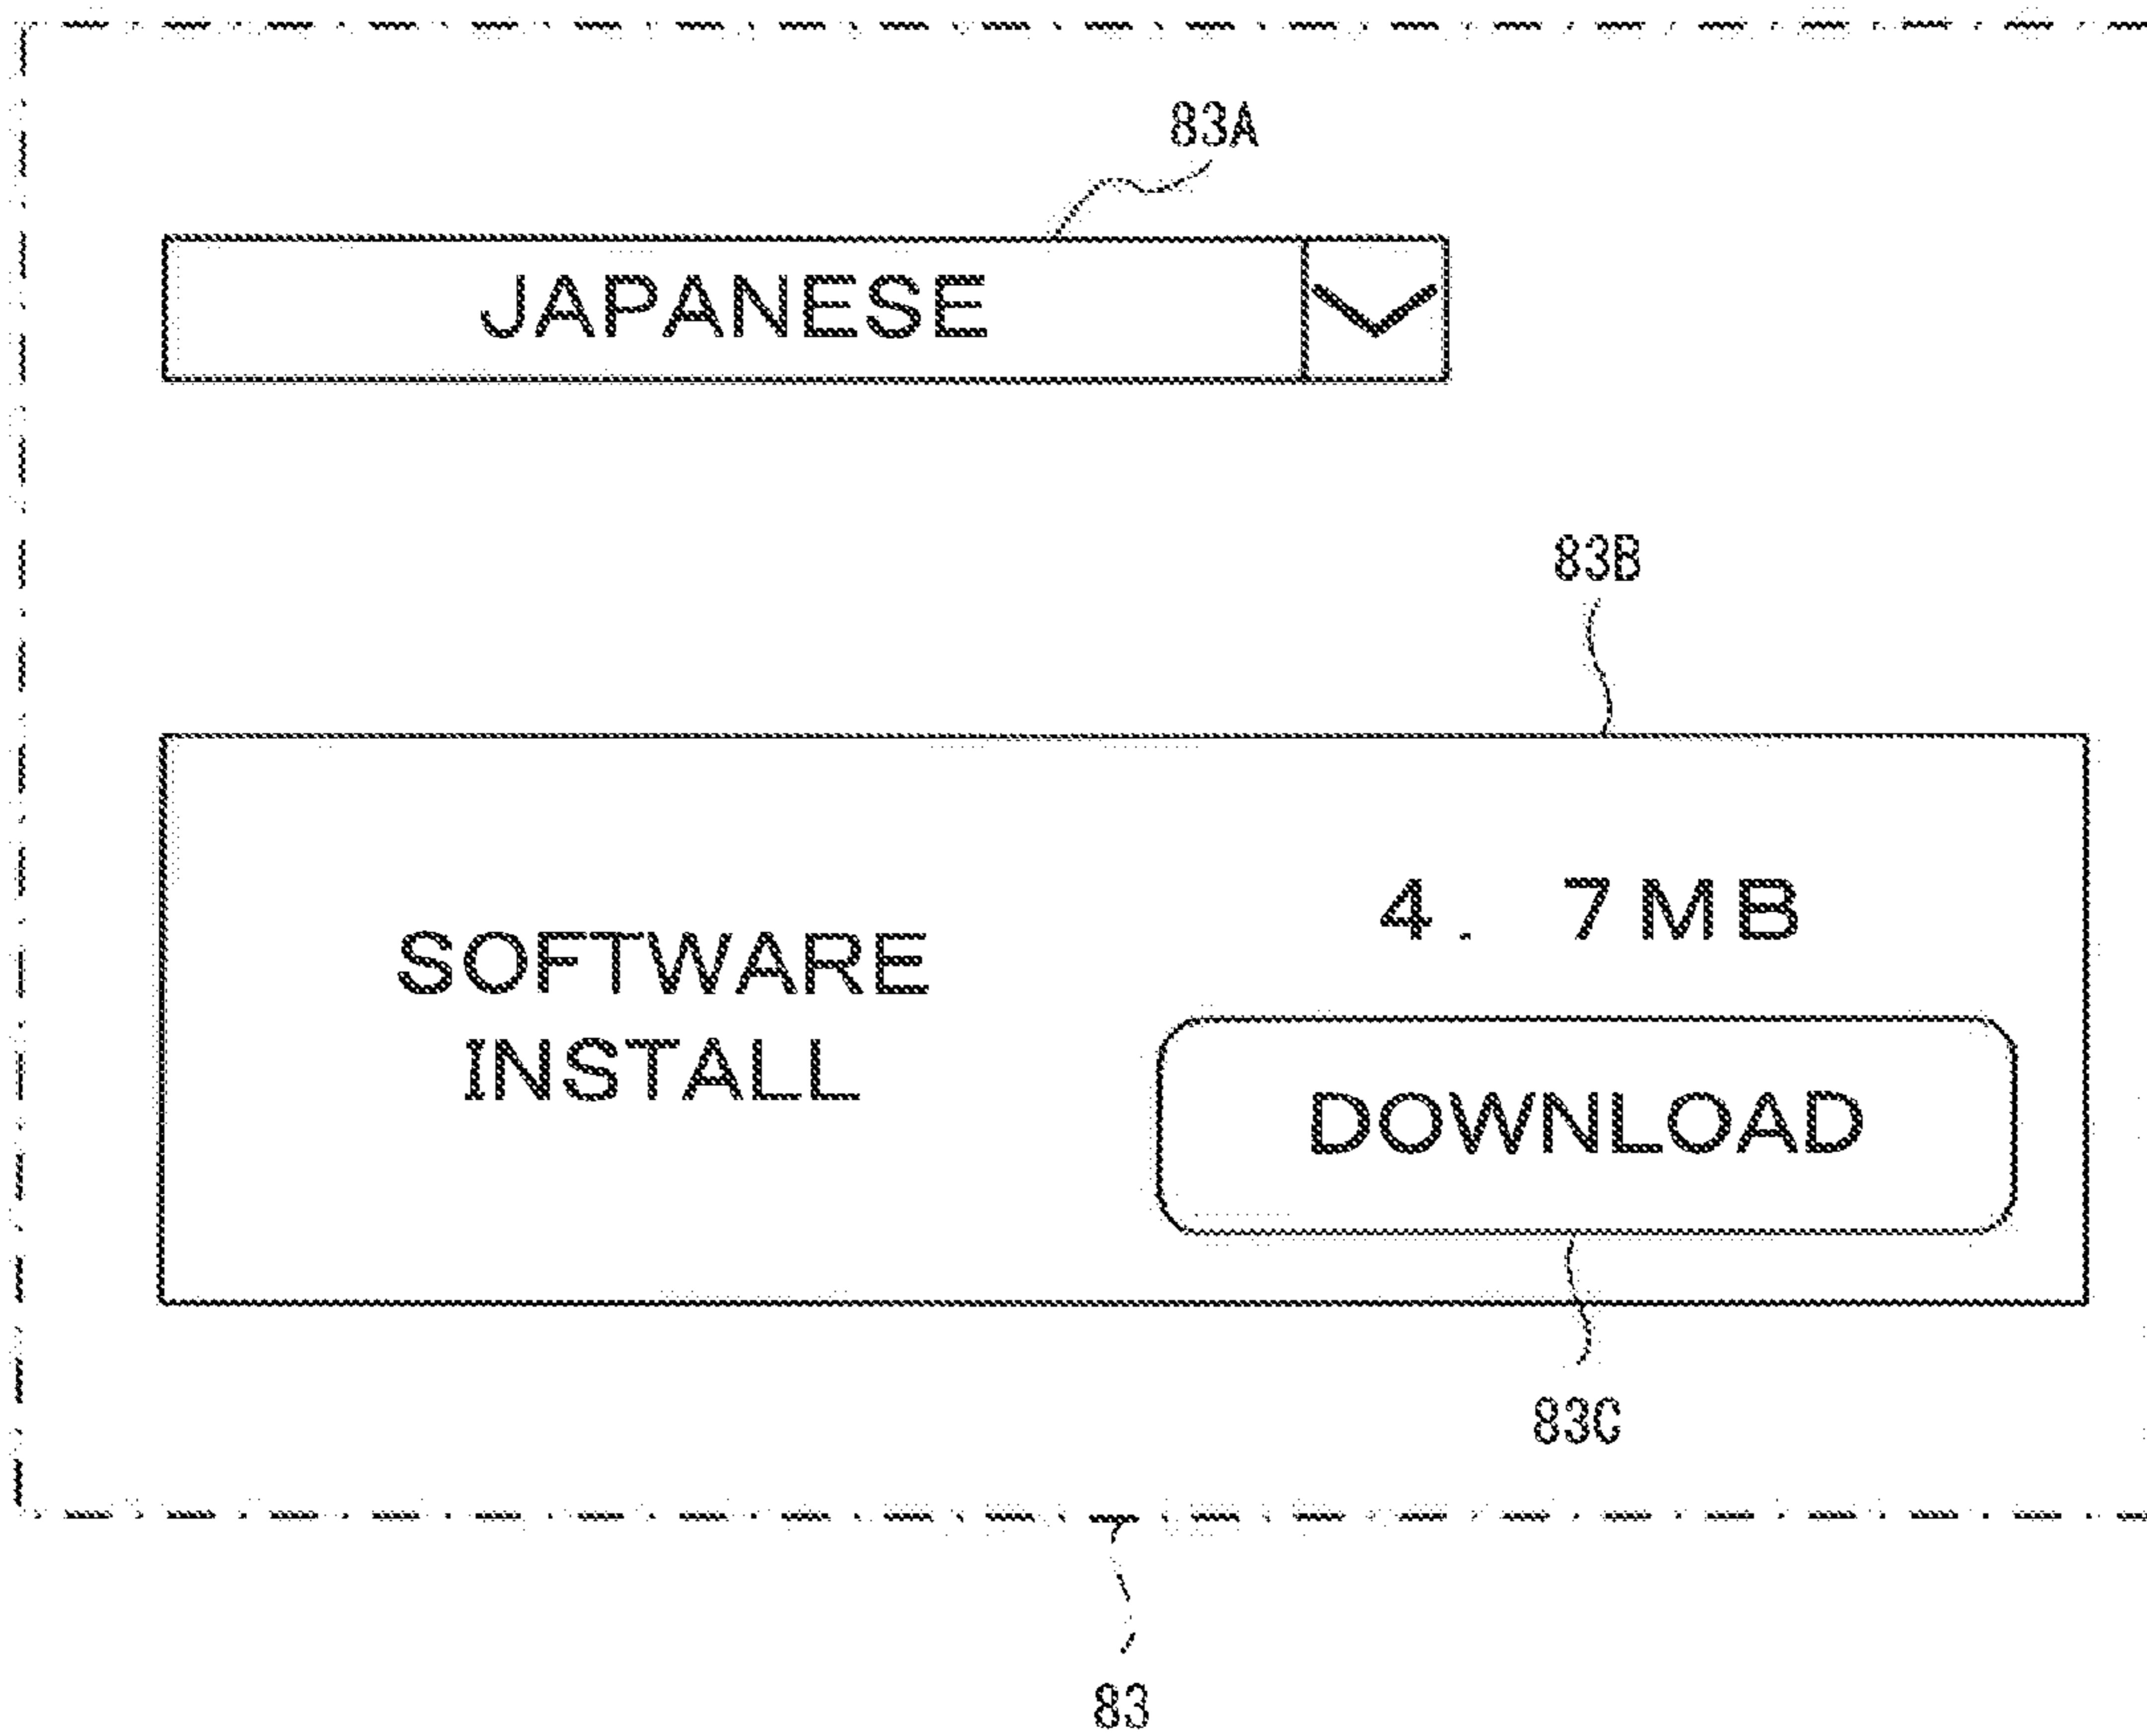 83A
JAPANESE
83B
4. 7MB
SOFTWARE
INSTALL
DOWNLOAD
83C
83